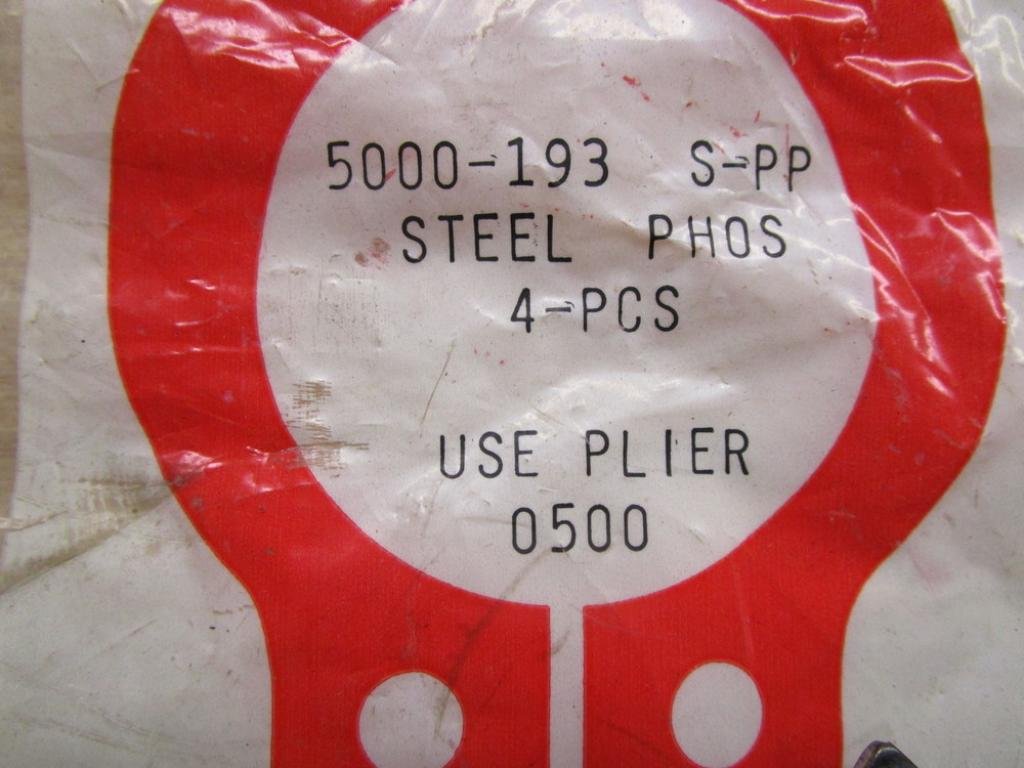 5000-193 S-PP
STEEL PHOS
4-PCS
USE PLIER
0500